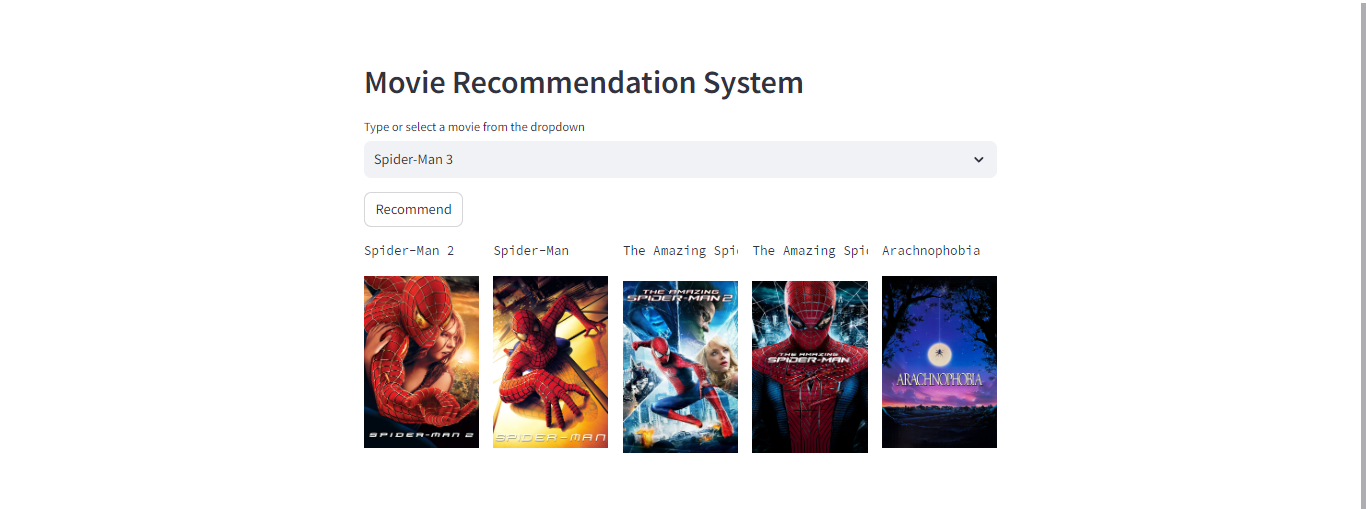 Movie Recommendation System
Type or select a movie from the dropdown
Spider-Man 3
Recommend
Spider-Man 2
Spider-Man
The Amazing Spi
The Amazing Spi
Arachnophobia
SPIDER-MAN 2
SPIDER-MAN
THE AMAZING
SPIDER-MAN 2
THE AMAZING
SPIDER-MAN
ARACHNOPHOBIA